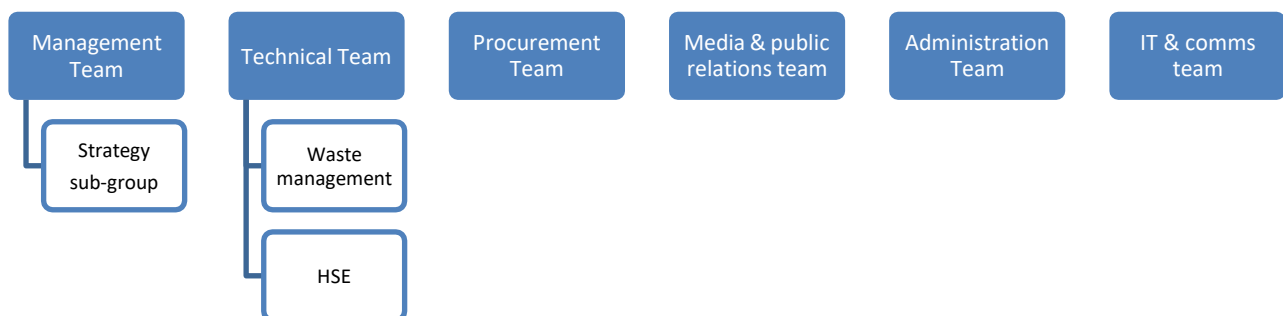 Management
Team
Technical Team
Procurement
Team
Media & public
relations team
Administration
Team
IT & comms
team
Strategy
sub-group
Waste
management
HSE